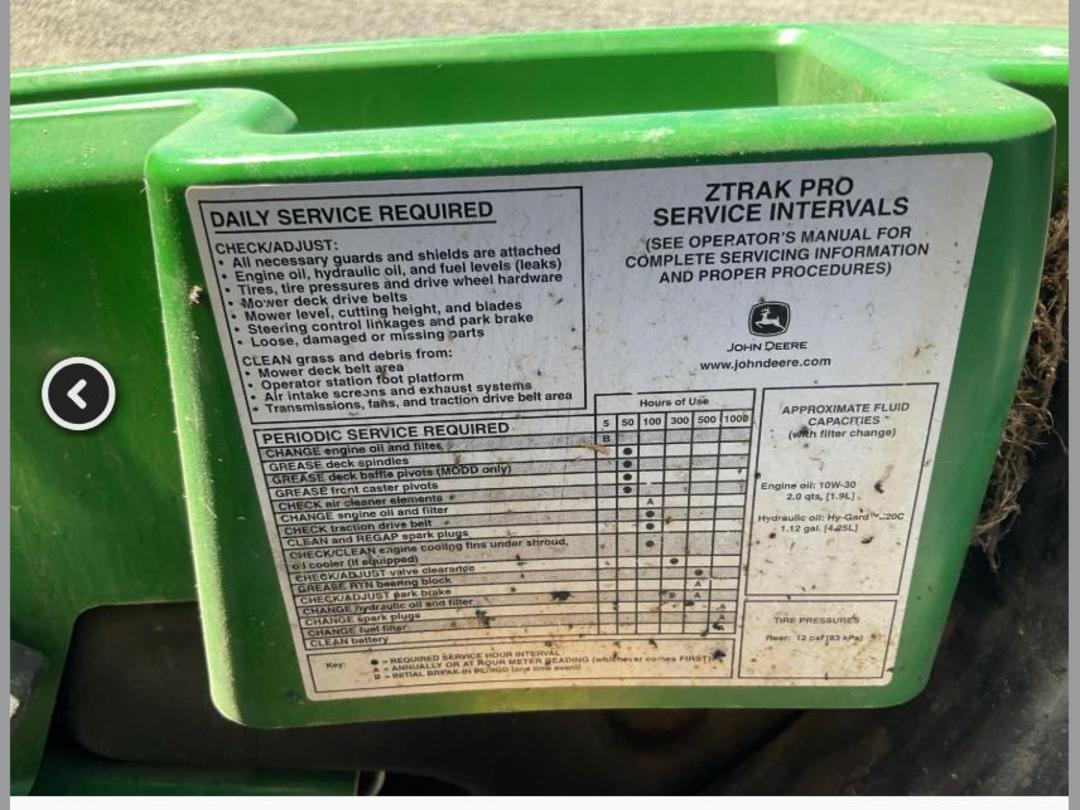 DAILY SERVICE REQUIRED
CHECK/ADJUST:
• All necessary guards and shields are attached
• Engine oil, hydraulic oil, and fuel levels (leaks)
• Tires, tire pressures and drive wheel hardware
• Mower deck drive belts
• Mower level, cutting height, and blades
• Steering control linkages and park brake
• Loose, damaged or missing parts
CLEAN grass and debris from:
• Mower deck belt area
• Operator station foot platform
• Air intake screens and exhaust systems
• Transmissions, fans, and traction drive belt area
ZTRAK PRO
SERVICE INTERVALS
(SEE OPERATOR'S MANUAL FOR
COMPLETE SERVICING INFORMATION
AND PROPER PROCEDURES)
JOHN DEERE
www.johndeere.com
Hours of Use
PERIODIC SERVICE REQUIRED 5 50 100 300 500 1000
CHANGE engine oil and filter B
GREASE deck spindles ●
GREASE deck baffle pivots (MODD only) ●
GREASE front caster pivots ●
CHECK air cleaner elements ●
CHANGE engine oil and filter A
CHECK traction drive belt ●
CLEAN and REGAP spark plugs ●
CHECK/CLEAN engine cooling fins under shroud,
oil cooler (if equipped) ●
CHECK/ADJUST valve clearance ●
GREASE RTN bearing block ●
CHECK/ADJUST park brake A
CHANGE hydraulic oil and filter B A
CHANGE spark plugs A
CHANGE fuel filter
CLEAN battery
Key: ● = REQUIRED SERVICE HOUR INTERVAL
A = ANNUALLY OR AT HOUR METER READING (whichever comes FIRST)
B = INITIAL BREAK-IN PERIOD (one time event)
APPROXIMATE FLUID
CAPACITIES
(with filter change)
Engine oil: 10W-30
2.0 qts, [1.9L]
Hydraulic oil: Hy-Gard™
1.12 gal. [4.25L]
TIRE PRESSURES
Rear: 12 psi [83 kPa]